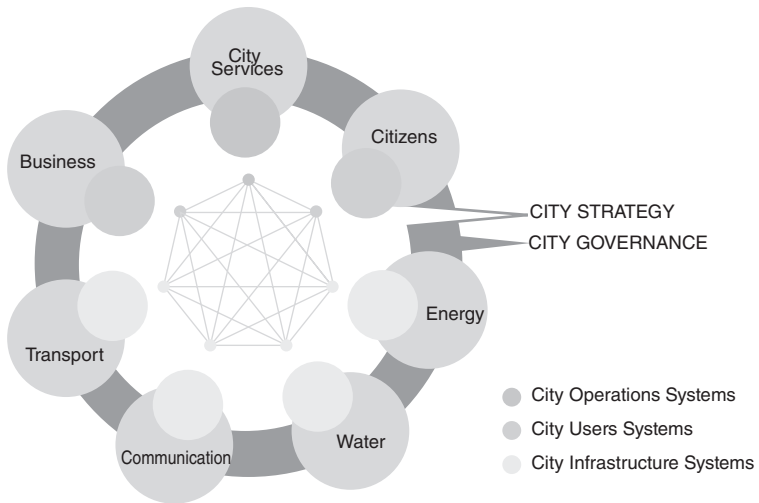 City
Services
Citizens
Business
CITY STRATEGY
CITY GOVERNANCE
Energy
Transport
Water
Communication
City Operations Systems
City Users Systems
City Infrastructure Systems